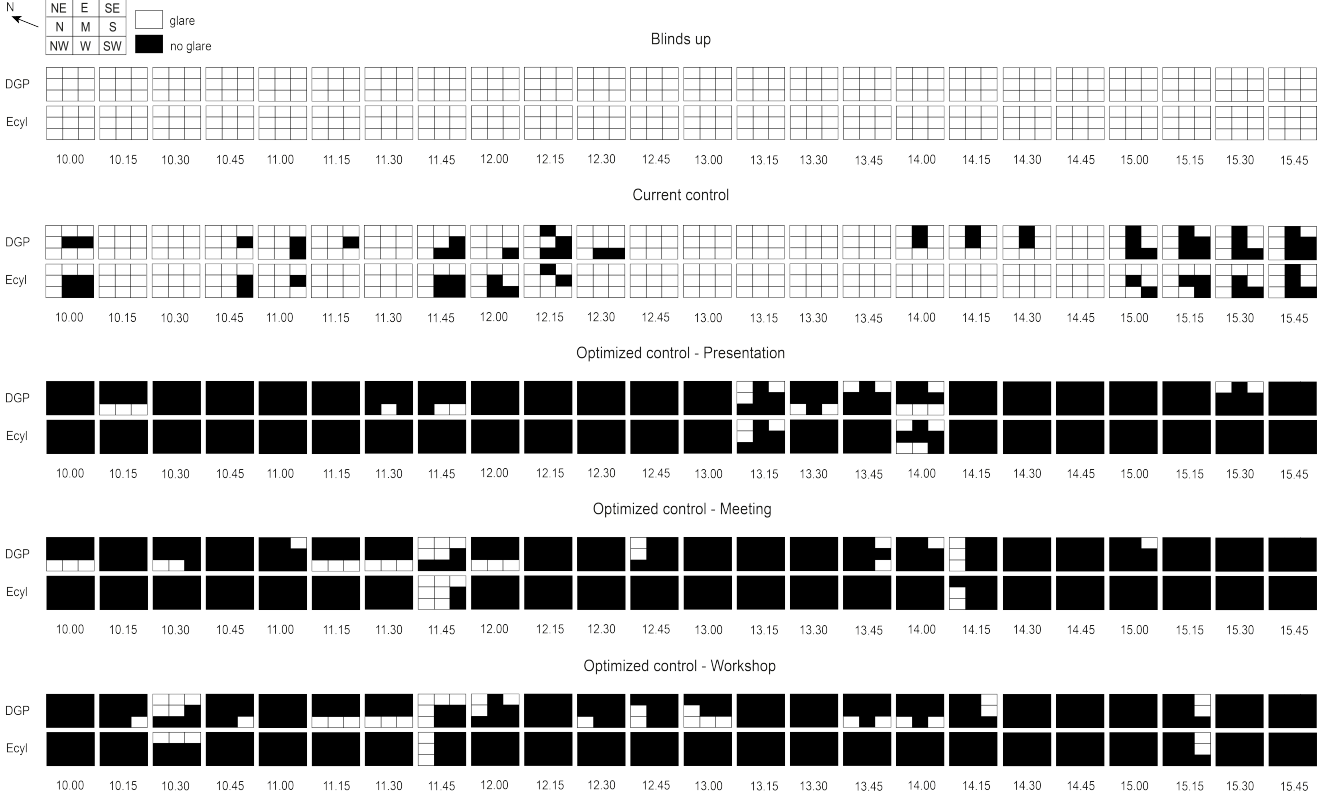 N
NE E SE
N M S
NW W SW
glare
no glare
Blinds up
DGP
Ecyl
10.00 10.15 10.30 10.45 11.00 11.15 11.30 11.45 12.00 12.15 12.30 12.45 13.00 13.15 13.30 13.45 14.00 14.15 14.30 14.45 15.00 15.15 15.30 15.45
Current control
DGP
Ecyl
10.00 10.15 10.30 10.45 11.00 11.15 11.30 11.45 12.00 12.15 12.30 12.45 13.00 13.15 13.30 13.45 14.00 14.15 14.30 14.45 15.00 15.15 15.30 15.45
Optimized control - Presentation
DGP
Ecyl
10.00 10.15 10.30 10.45 11.00 11.15 11.30 11.45 12.00 12.15 12.30 12.45 13.00 13.15 13.30 13.45 14.00 14.15 14.30 14.45 15.00 15.15 15.30 15.45
Optimized control - Meeting
DGP
Ecyl
10.00 10.15 10.30 10.45 11.00 11.15 11.30 11.45 12.00 12.15 12.30 12.45 13.00 13.15 13.30 13.45 14.00 14.15 14.30 14.45 15.00 15.15 15.30 15.45
Optimized control - Workshop
DGP
Ecyl
10.00 10.15 10.30 10.45 11.00 11.15 11.30 11.45 12.00 12.15 12.30 12.45 13.00 13.15 13.30 13.45 14.00 14.15 14.30 14.45 15.00 15.15 15.30 15.45